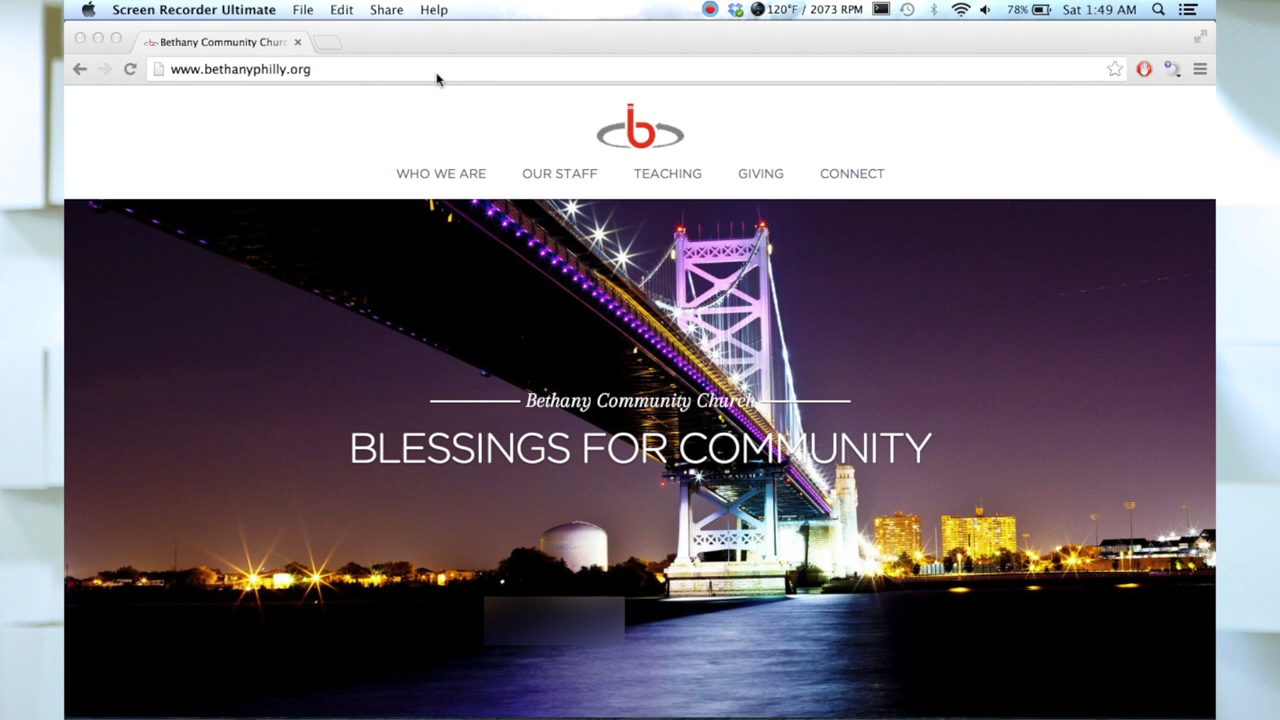 Screen Recorder Ultimate File Edit Share Help 120°F / 2073 RPM 78% Sat 1:49 AM
Bethany Community Churc
www.bethanyphilly.org
b
WHO WE ARE OUR STAFF TEACHING GIVING CONNECT
Bethany Community Church
BLESSINGS FOR COMMUNITY